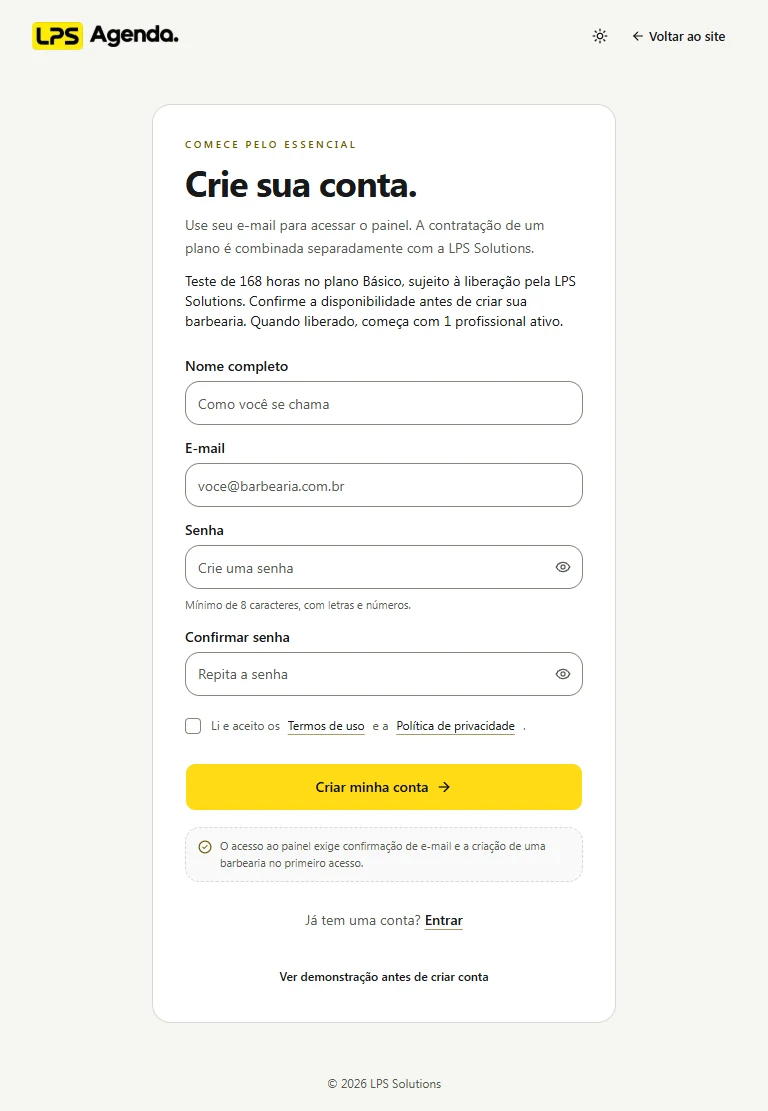 LPS Agenda.
Voltar ao site
COMECE PELO ESSENCIAL
Crie sua conta.
Use seu e-mail para acessar o painel. A contratação de um
plano é combinada separadamente com a LPS Solutions.
Teste de 168 horas no plano Básico, sujeito à liberação pela LPS
Solutions. Confirme a disponibilidade antes de criar sua
barbearia. Quando liberado, começa com 1 profissional ativo.
Nome completo
Como você se chama
E-mail
voce@barbearia.com.br
Senha
Crie uma senha
Mínimo de 8 caracteres, com letras e números.
Confirmar senha
Repita a senha
Li e aceito os Termos de uso e a Política de privacidade .
Criar minha conta
O acesso ao painel exige confirmação de e-mail e a criação de uma
barbearia no primeiro acesso.
Já tem uma conta? Entrar
Ver demonstração antes de criar conta
© 2026 LPS Solutions